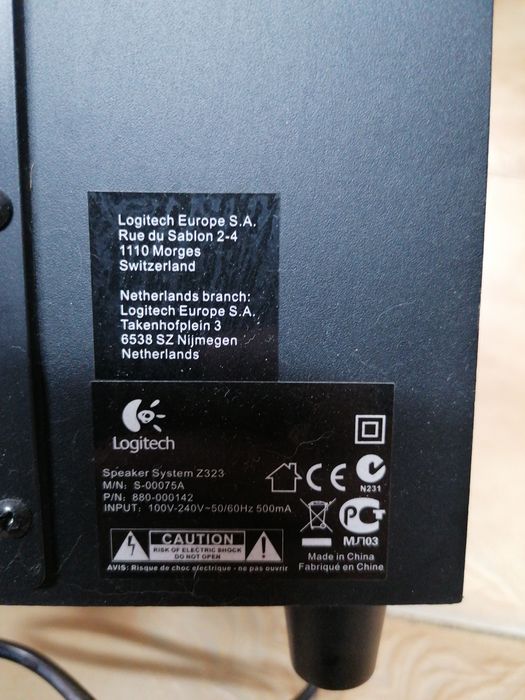 Logitech Europe S.A.
Rue du Sablon 2-4
1110 Morges
Switzerland
Netherlands branch:
Logitech Europe S.A.
Takenhofplein 3
6538 SZ Nijmegen
Netherlands
Logitech
Speaker System Z323
M/N: S-00075A
P/N: 880-000142
INPUT: 100V-240V~50/60Hz 500mA
CE
N231
МЛ03
CAUTION
RISK OF ELECTRIC SHOCK
DO NOT OPEN
AVIS: Risque de choc electrique - ne pas ouvrir
Made in China
Fabriqué en Chine